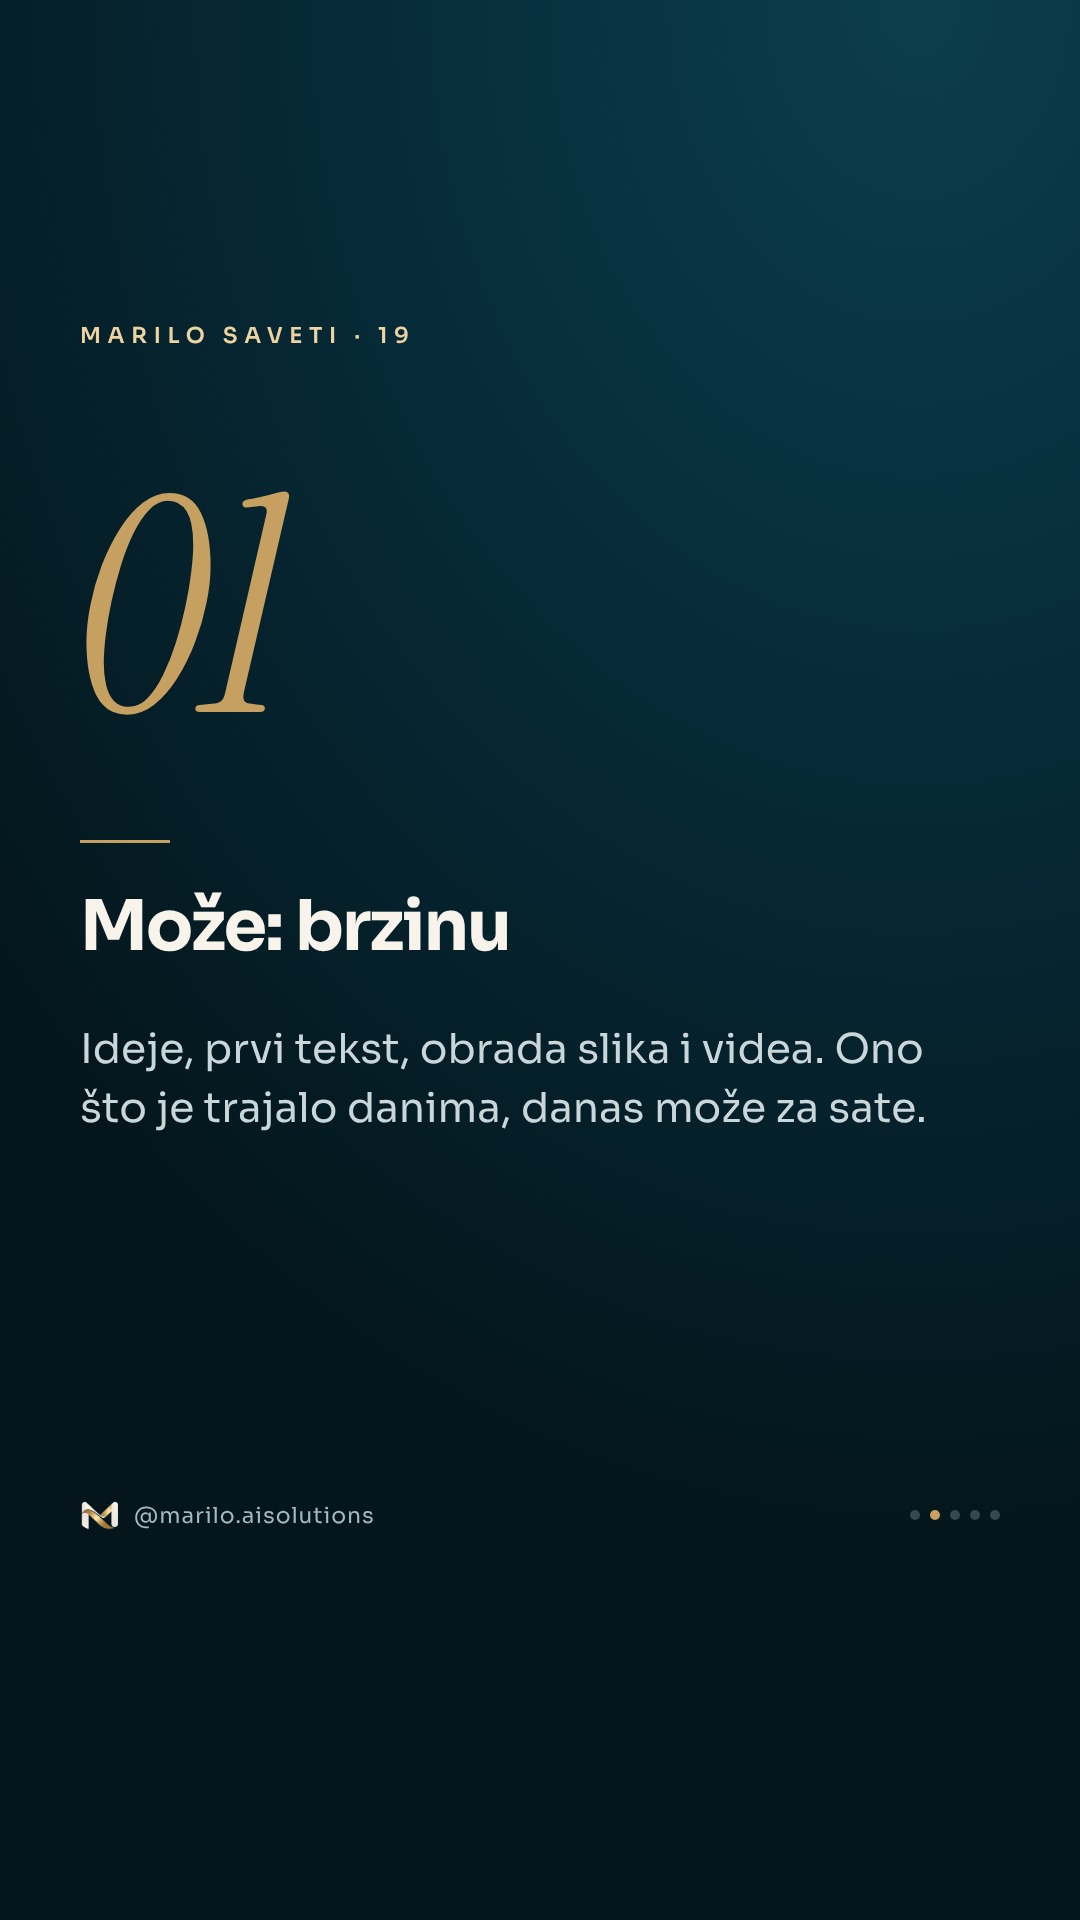 MARILO SAVETI · 19
01
Može: brzinu
Ideje, prvi tekst, obrada slika i videa. Ono
što je trajalo danima, danas može za sate.
@marilo.aisolutions